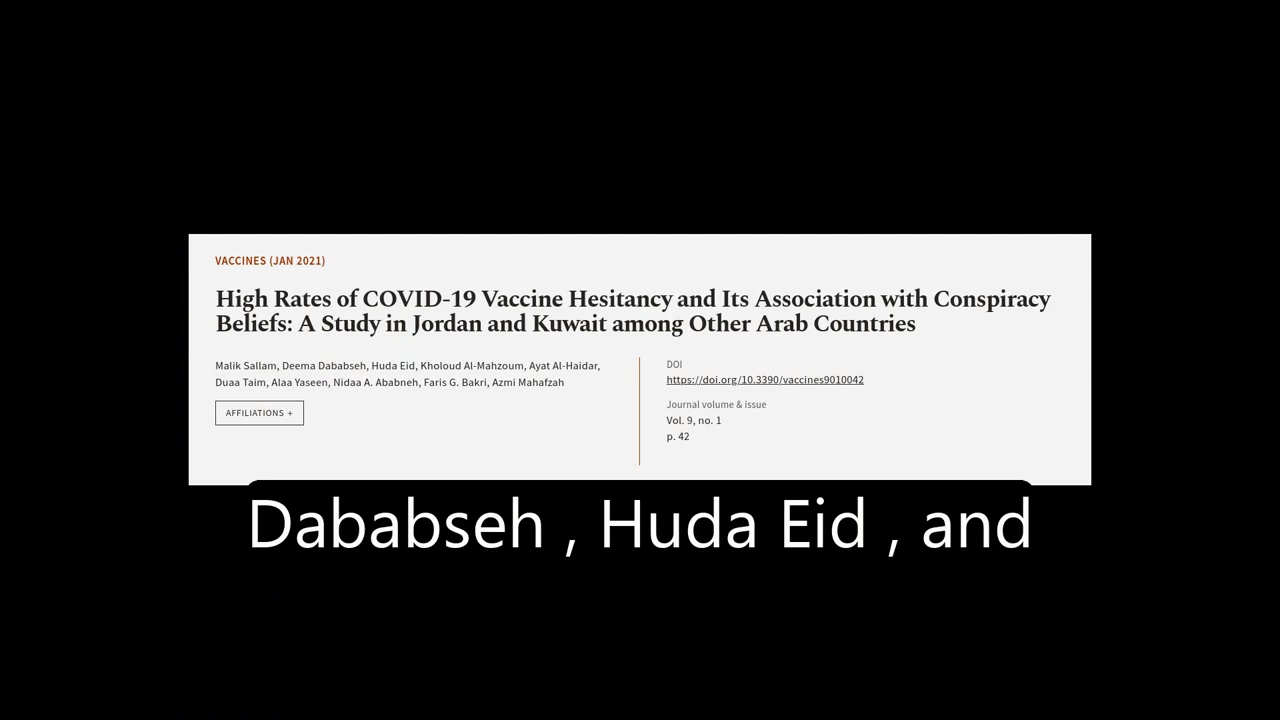 VACCINES (JAN 2021)
High Rates of COVID-19 Vaccine Hesitancy and Its Association with Conspiracy
Beliefs: A Study in Jordan and Kuwait among Other Arab Countries
Malik Sallam, Deema Dababseh, Huda Eid, Kholoud Al-Mahzoum, Ayat Al-Haidar,
Duaa Taim, Alaa Yaseen, Nidaa A. Ababneh, Faris G. Bakri, Azmi Mahafzah
AFFILIATIONS +
DOI
https://doi.org/10.3390/vaccines9010042
Journal volume & issue
Vol. 9, no. 1
p. 42
Dababseh , Huda Eid , and